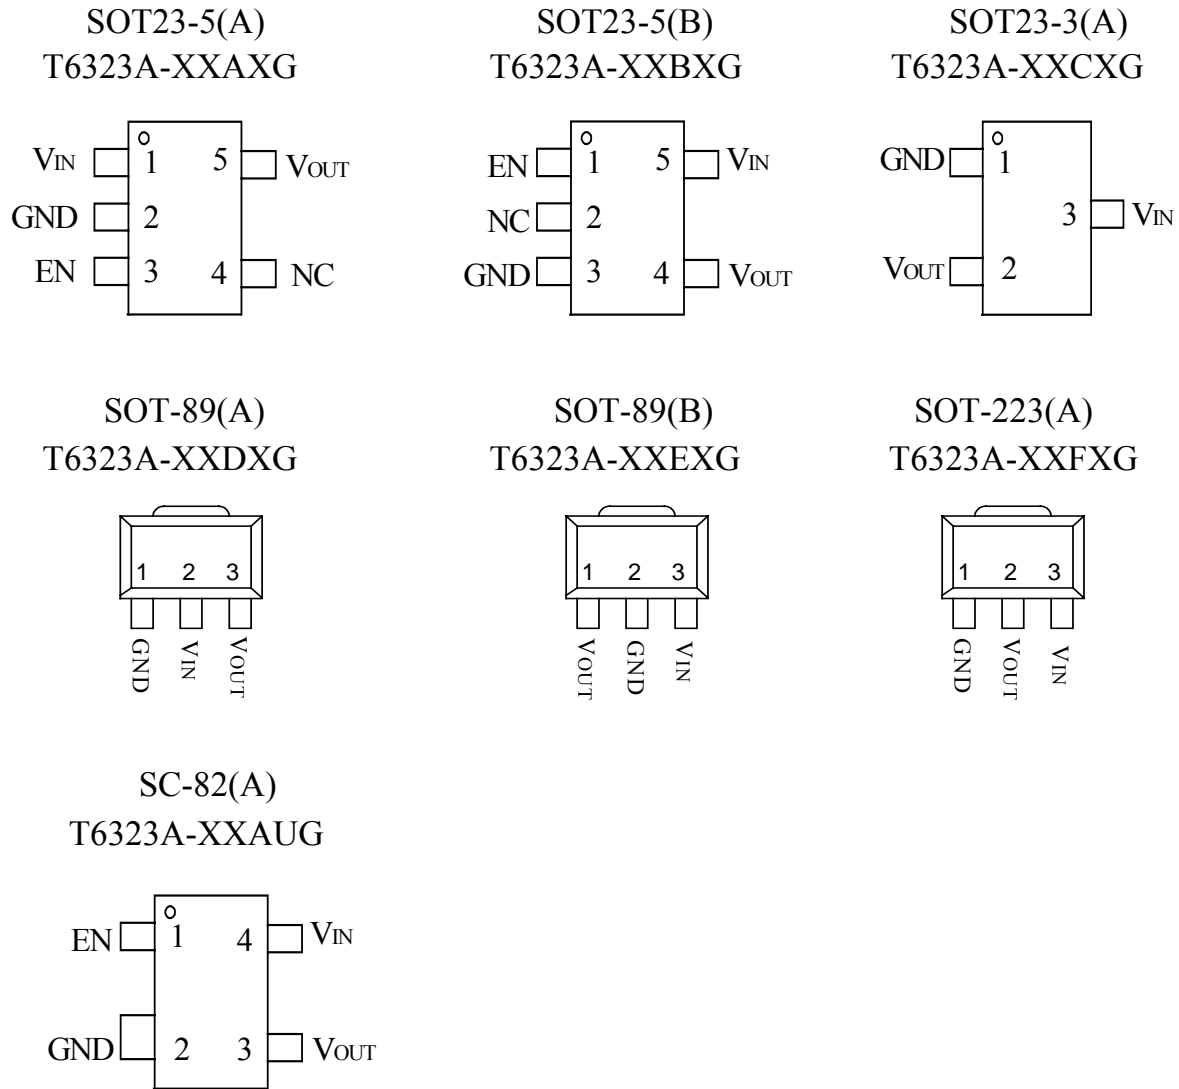 SOT23-5(A)
T6323A-XXAXG
VIN
GND
EN
1
2
3
5
4
VOUT
NC
SOT23-5(B)
T6323A-XXBXG
EN
NC
GND
1
2
3
5
4
VIN
VOUT
SOT23-3(A)
T6323A-XXCXG
GND
VOUT
1
2
3
VIN
SOT-89(A)
T6323A-XXDXG
1 2 3
GND
VIN
VOUT
SOT-89(B)
T6323A-XXEXG
1 2 3
VOUT
GND
VIN
SOT-223(A)
T6323A-XXFXG
1 2 3
GND
VOUT
VIN
SC-82(A)
T6323A-XXAUG
EN
GND
1
2
4
3
VIN
VOUT